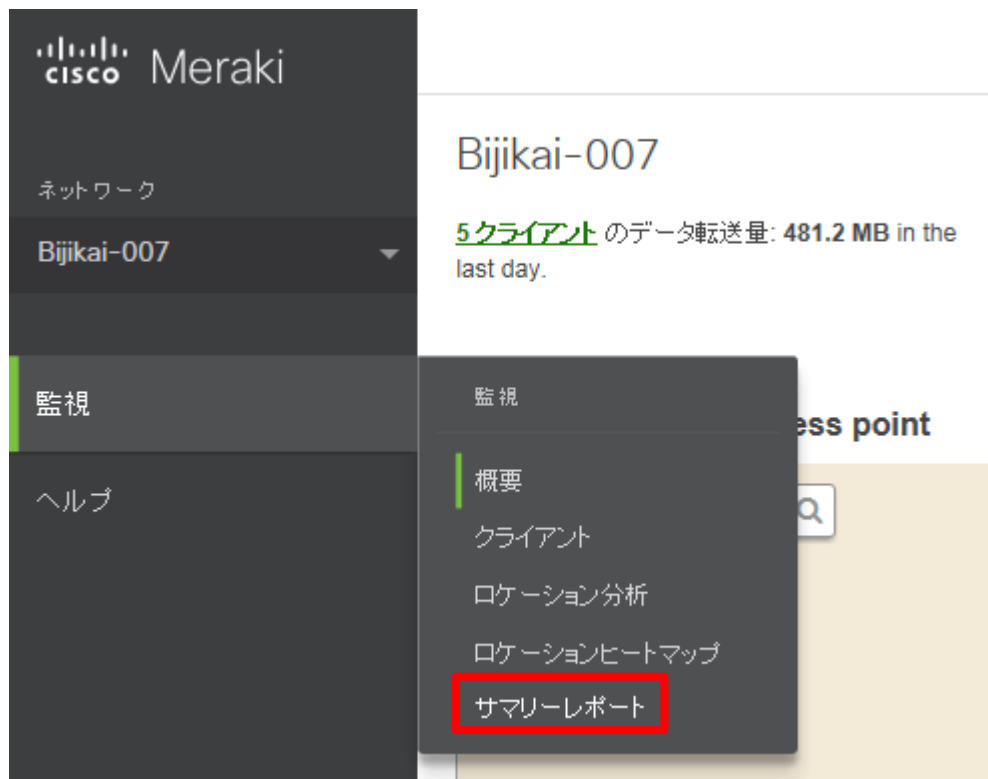 cisco Meraki
ネットワーク
Bijikai-007
監視
ヘルプ
Bijikai-007
5 クライアント のデータ転送量: 481.2 MB in the
last day.
ess point
監視
概要
クライアント
ロケーション分析
ロケーションヒートマップ
サマリーレポート